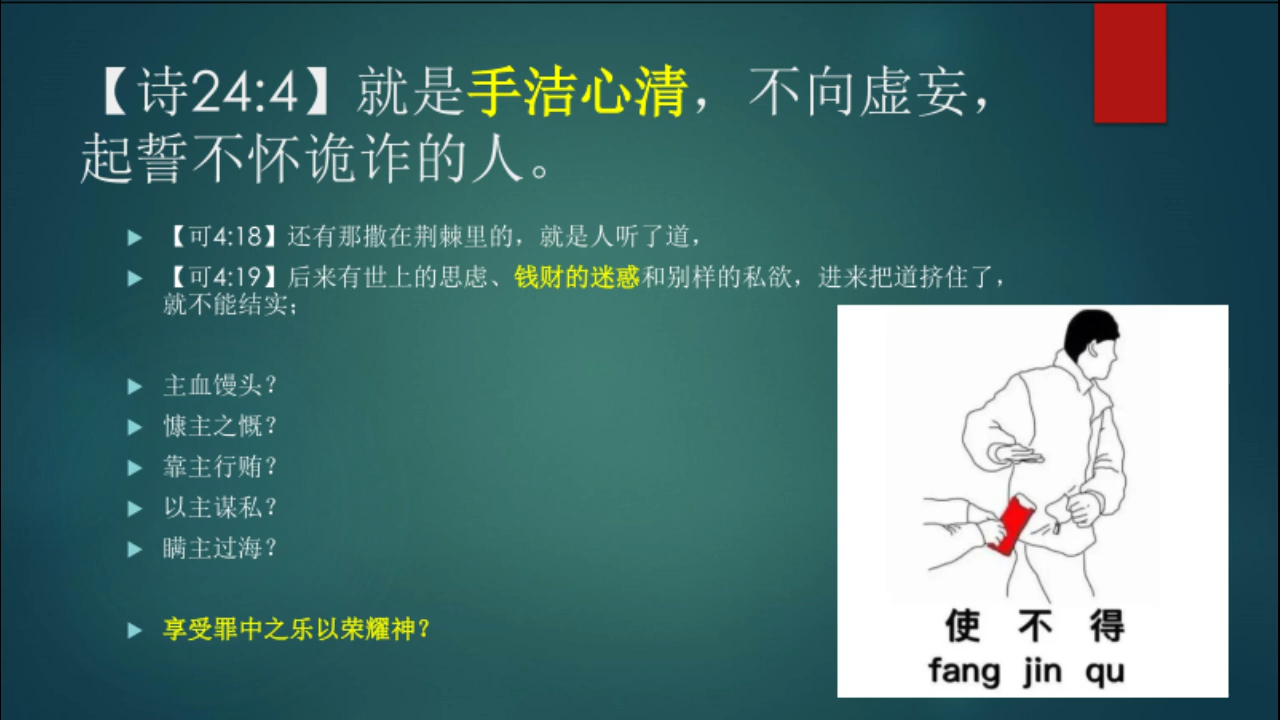 【诗24:4】就是手洁心清，不向虚妄，
起誓不怀诡诈的人。
【可4:18】还有那撒在荆棘里的，就是人听了道，
【可4:19】后来有世上的思虑、钱财的迷惑和别样的私欲，进来把道挤住了，
就不能结实；
主血馒头？
慷主之慨？
靠主行贿？
以主谋私？
瞒主过海？
享受罪中之乐以荣耀神？
使 不 得
fang jin qu